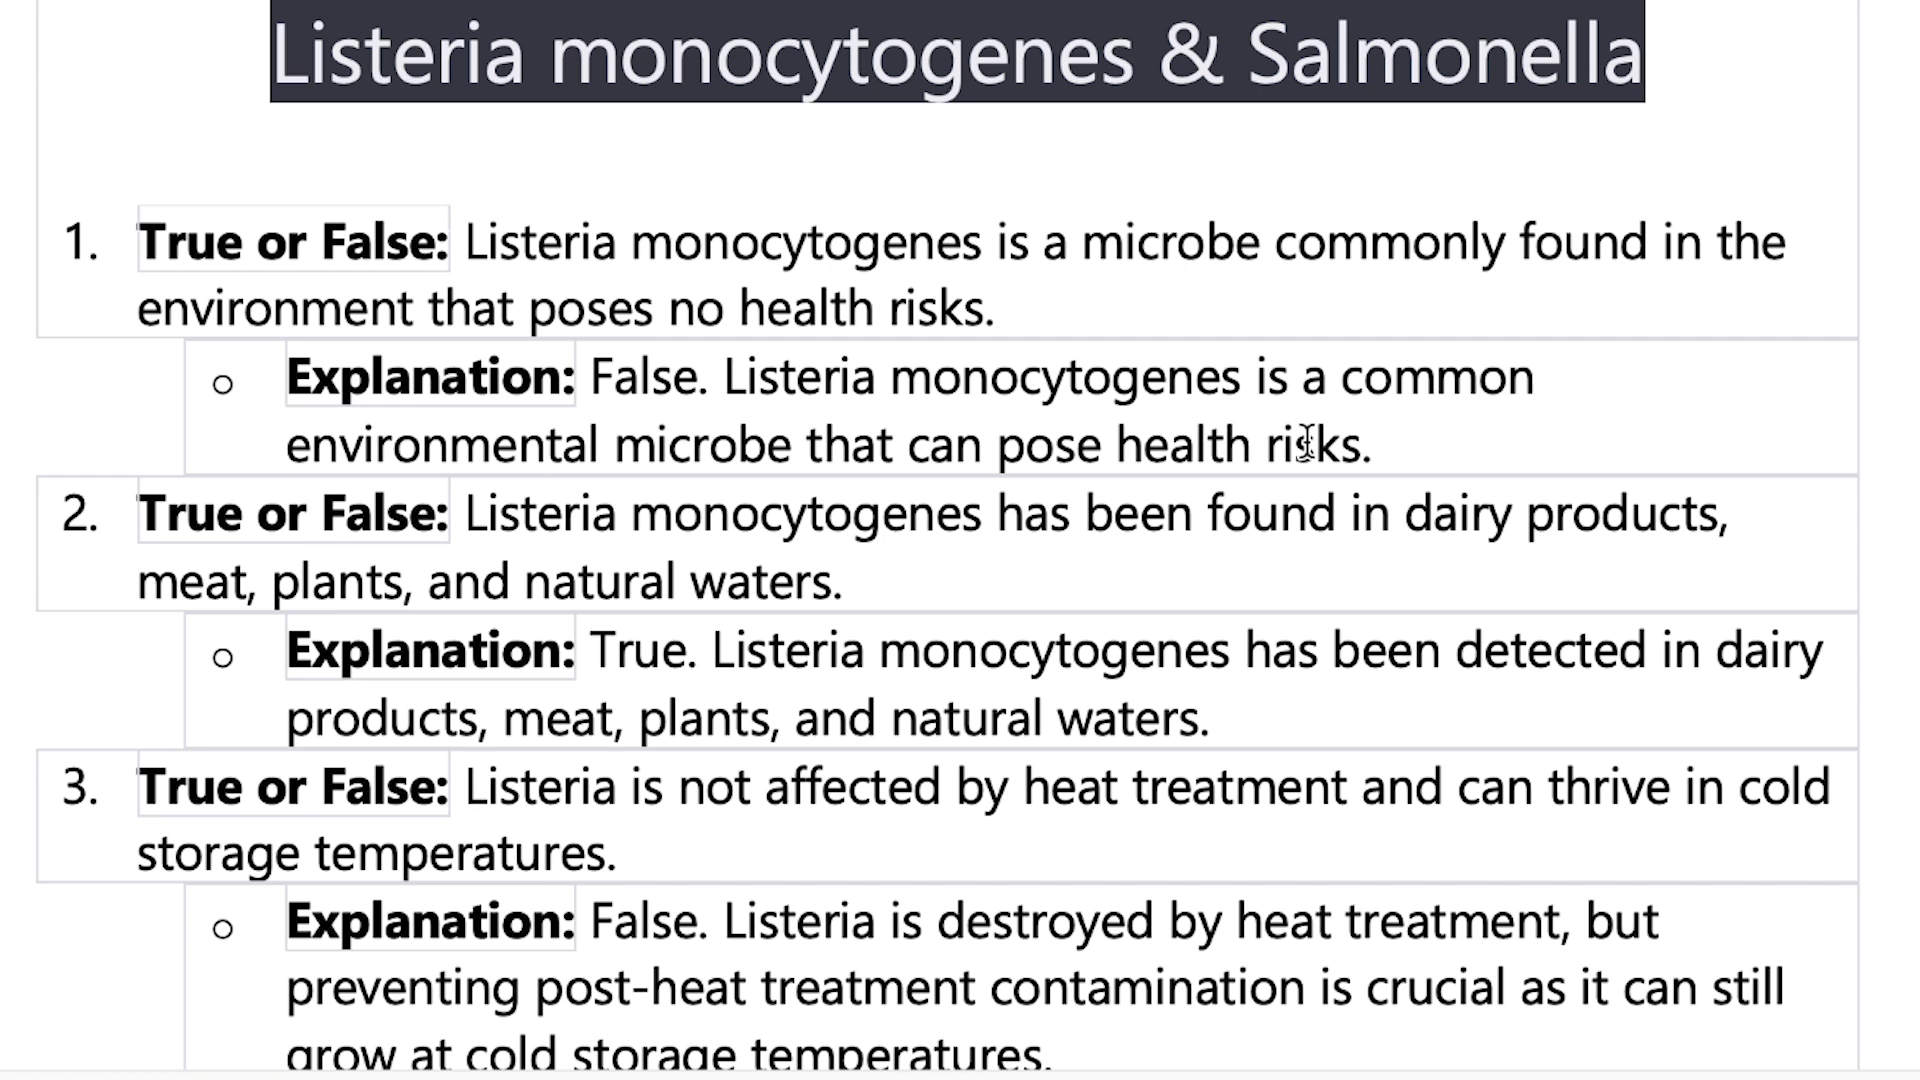 Listeria monocytogenes & Salmonella
1. True or False: Listeria monocytogenes is a microbe commonly found in the
environment that poses no health risks.
o Explanation: False. Listeria monocytogenes is a common
environmental microbe that can pose health risks.
2. True or False: Listeria monocytogenes has been found in dairy products,
meat, plants, and natural waters.
o Explanation: True. Listeria monocytogenes has been detected in dairy
products, meat, plants, and natural waters.
3. True or False: Listeria is not affected by heat treatment and can thrive in cold
storage temperatures.
o Explanation: False. Listeria is destroyed by heat treatment, but
preventing post-heat treatment contamination is crucial as it can still
grow at cold storage temperatures.